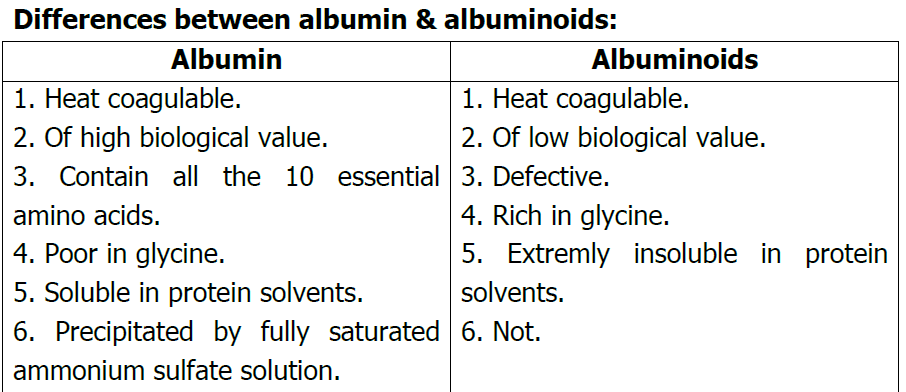 Differences between albumin & albuminoids:
Albumin
1. Heat coagulable.
2. Of high biological value.
3. Contain all the 10 essential
amino acids.
4. Poor in glycine.
5. Soluble in protein solvents.
6. Precipitated by fully saturated
ammonium sulfate solution.
Albuminoids
1. Heat coagulable.
2. Of low biological value.
3. Defective.
4. Rich in glycine.
5. Extremly insoluble in protein
solvents.
6. Not.